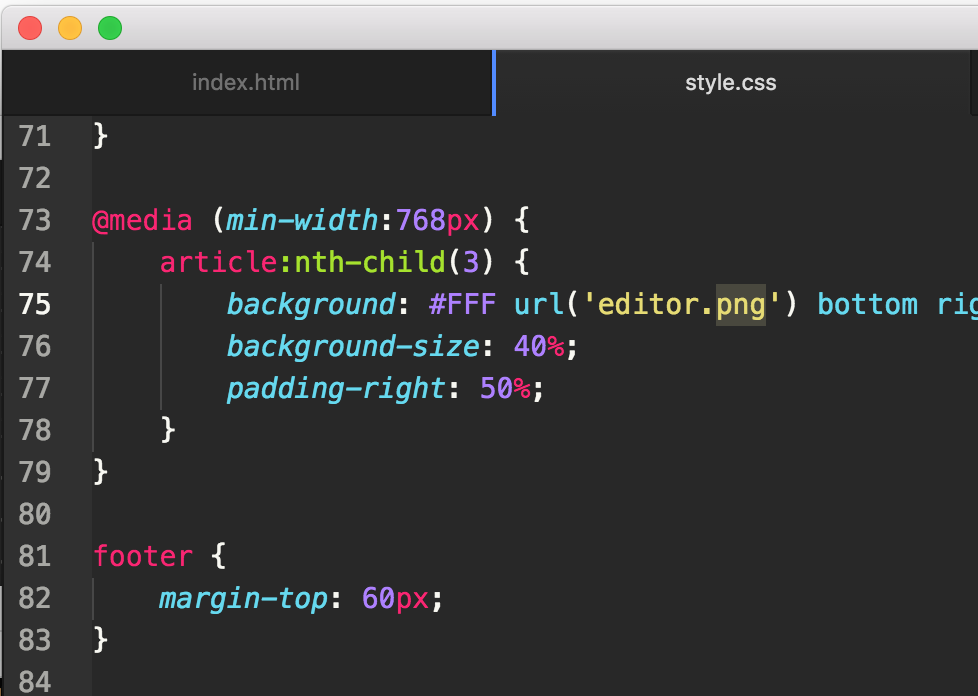 index.html style.css
71 }
72
73 @media (min-width:768px) {
74 article:nth-child(3) {
75 background: #FFF url('editor.png') bottom
76 background-size: 40%;
77 padding-right: 50%;
78 }
79 }
80
81 footer {
82 margin-top: 60px;
83 }
84